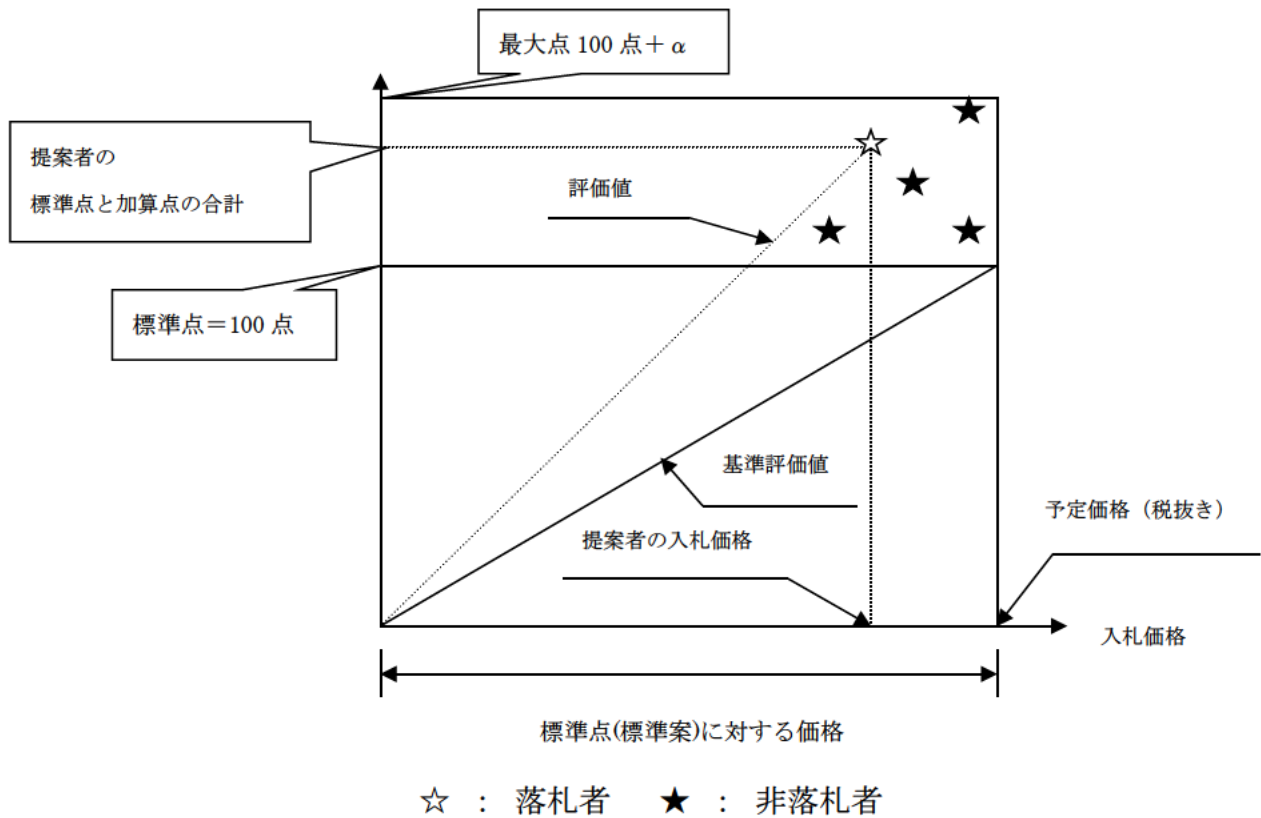 最大点 100 点＋α
提案者の
標準点と加算点の合計
評価値
標準点＝100 点
基準評価値
予定価格（税抜き）
提案者の入札価格
入札価格
標準点(標準案)に対する価格
☆ ： 落札者 ★ ： 非落札者